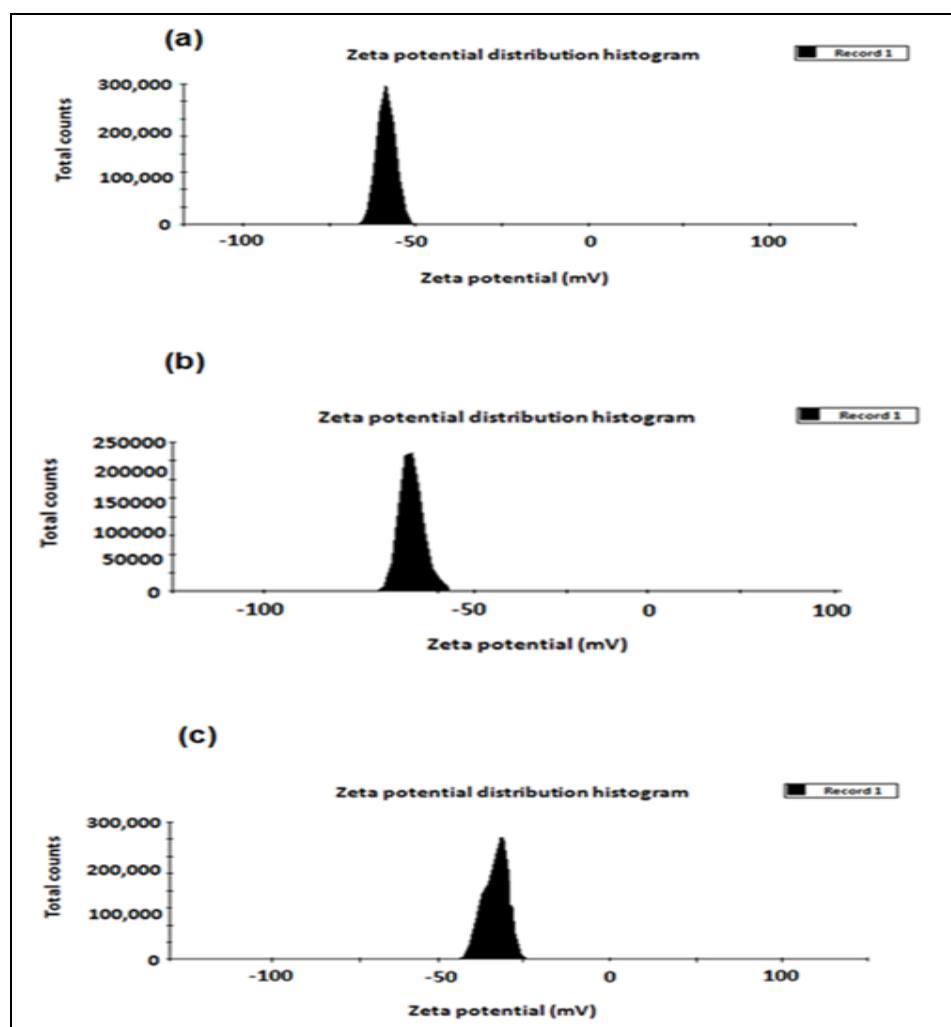 (a)
Zeta potential distribution histogram
Record 1
Total counts
300,000
200,000
100,000
0
-100 -50 0 100
Zeta potential (mV)
(b)
Zeta potential distribution histogram
Record 1
Total counts
250000
200000
150000
100000
50000
0
-100 -50 0 100
Zeta potential (mV)
(c)
Zeta potential distribution histogram
Record 1
Total counts
300,000
200,000
100,000
0
-100 -50 0 100
Zeta potential (mV)